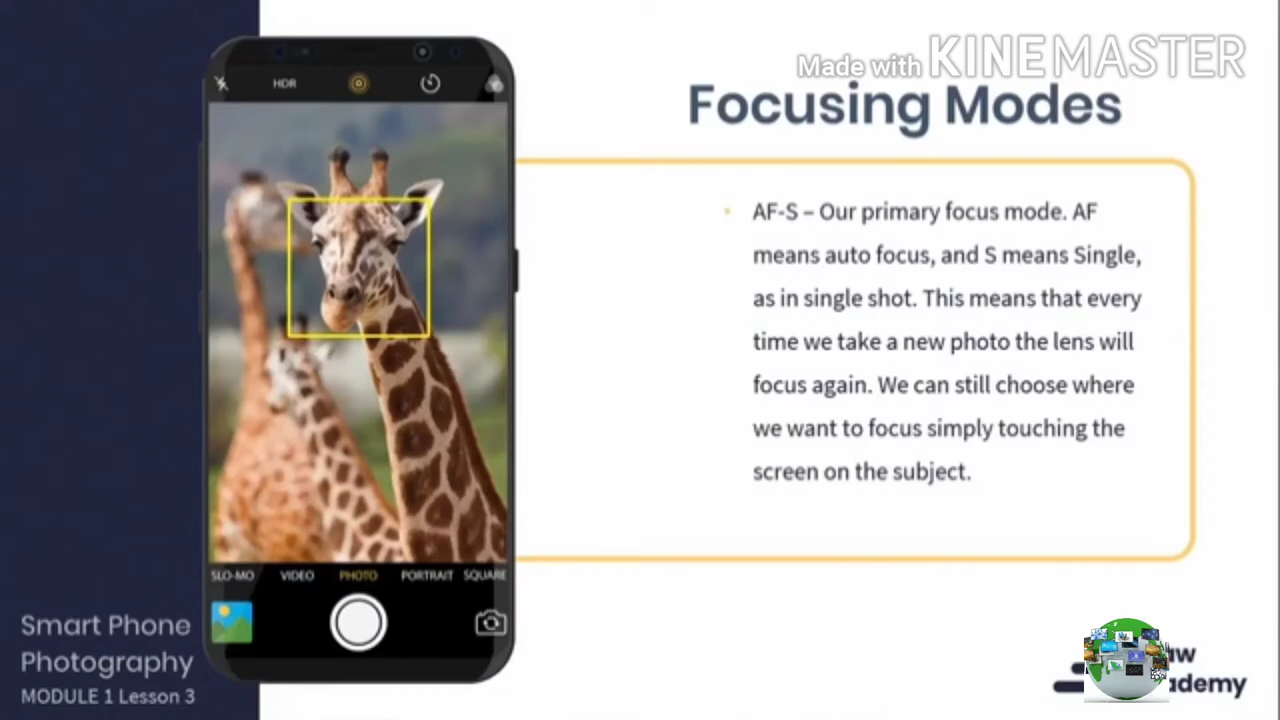 Made with KINEMASTER
Focusing Modes
AF-S – Our primary focus mode. AF
means auto focus, and S means Single,
as in single shot. This means that every
time we take a new photo the lens will
focus again. We can still choose where
we want to focus simply touching the
screen on the subject.
HDR
SLO-MO VIDEO PHOTO PORTRAIT SQUARE
Smart Phone
Photography
MODULE 1 Lesson 3